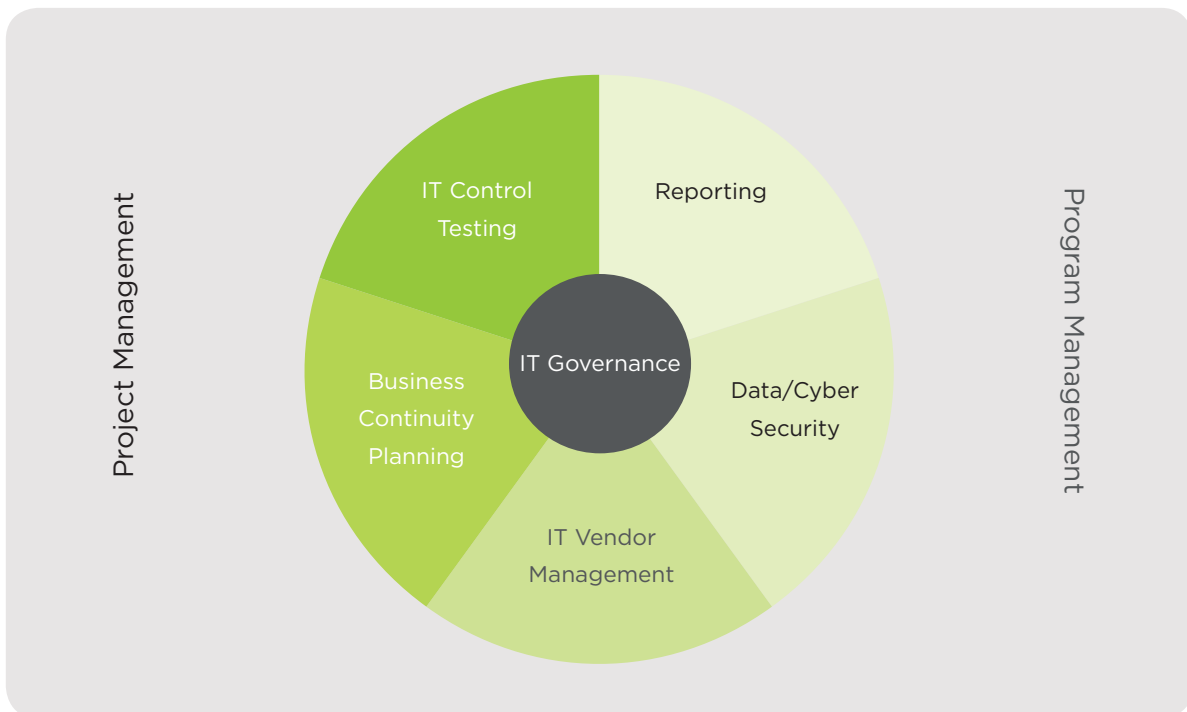 Project Management
IT Control
Testing
Reporting
IT Governance
Business
Continuity
Planning
Data/Cyber
Security
IT Vendor
Management
Program Management